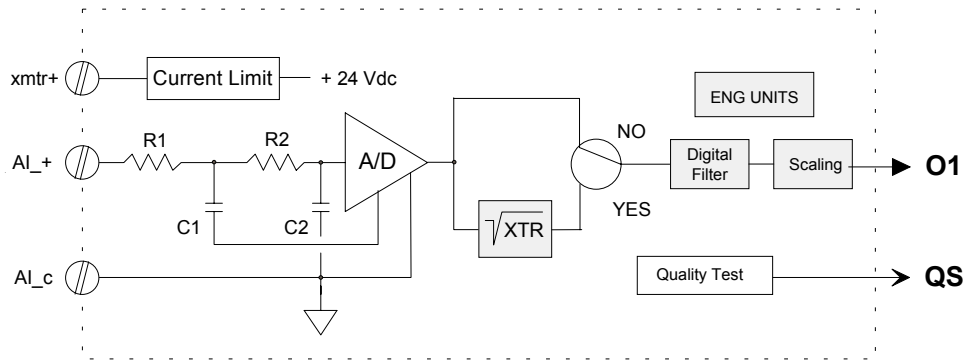 xmtr+
Current Limit
+ 24 Vdc
ENG UNITS
R1
R2
AI_+
A/D
NO
Digital
Filter
Scaling
O1
C1
C2
YES
√XTR
AI_c
Quality Test
QS